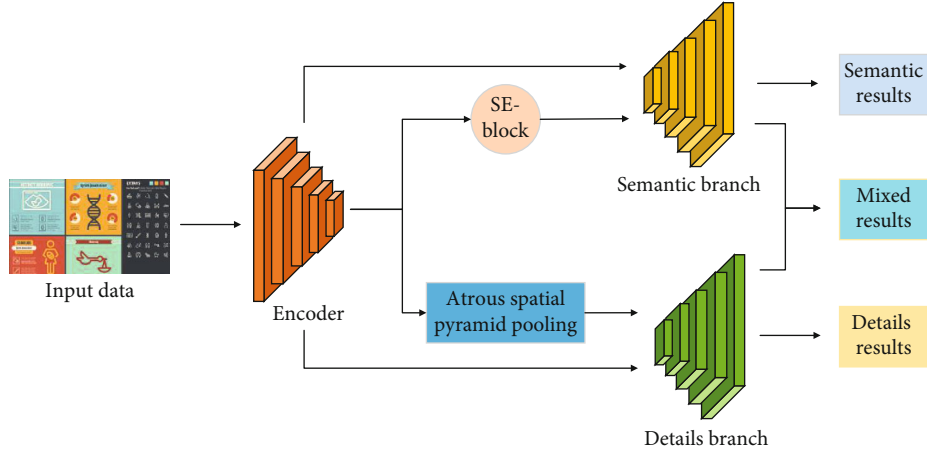 SE-
block
Semantic
results
Semantic branch
Mixed
results
Input data
Encoder
Atrous spatial
pyramid pooling
Details
results
Details branch